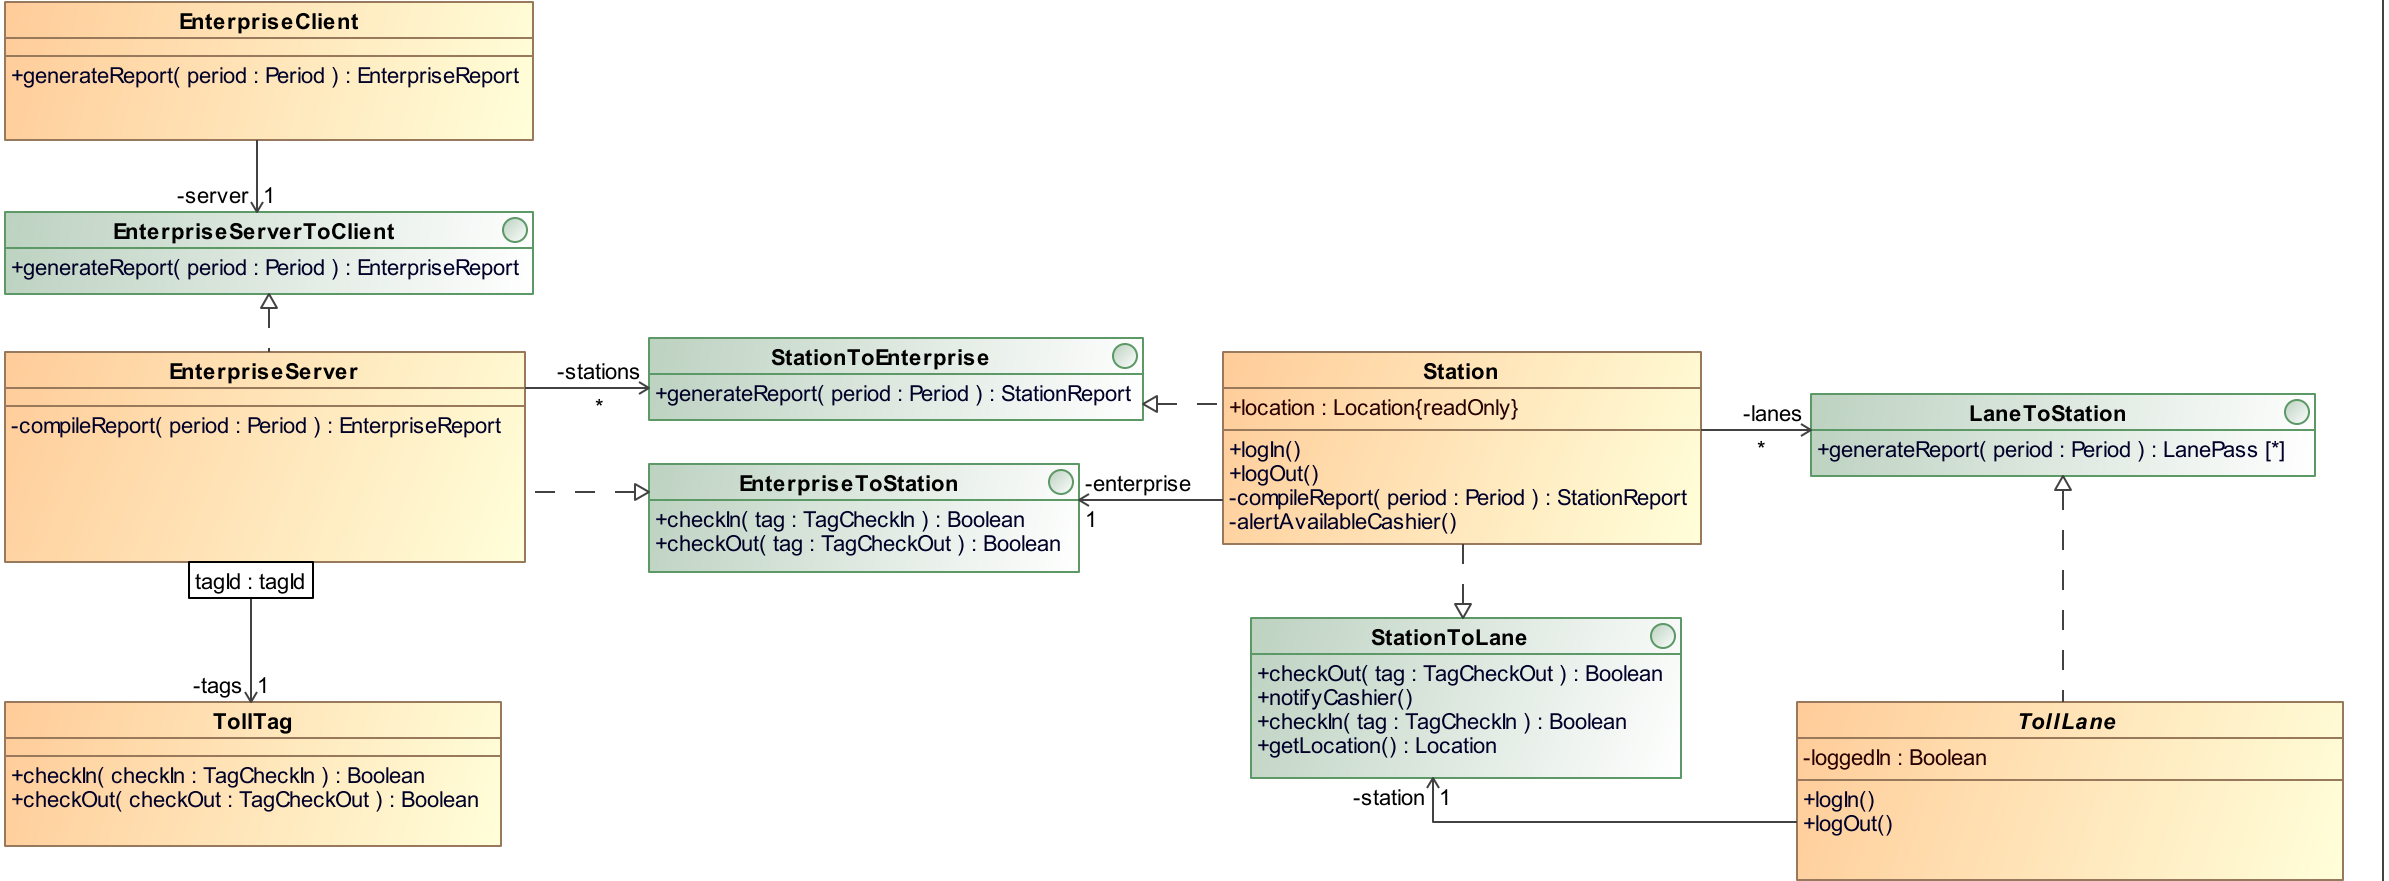 EnterpriseClient
+generateReport( period : Period ) : EnterpriseReport
-server 1
EnterpriseServerToClient
+generateReport( period : Period ) : EnterpriseReport
EnterpriseServer
-compileReport( period : Period ) : EnterpriseReport
tagId : tagId
-tags 1
TollTag
+checkIn( checkIn : TagCheckIn ) : Boolean
+checkOut( checkOut : TagCheckOut ) : Boolean
-stations
*
StationToEnterprise
+generateReport( period : Period ) : StationReport
EnterpriseToStation
+checkIn( tag : TagCheckIn ) : Boolean
+checkOut( tag : TagCheckOut ) : Boolean
-enterprise
1
Station
+location : Location{readOnly}
+logIn()
+logOut()
-compileReport( period : Period ) : StationReport
-alertAvailableCashier()
StationToLane
+checkOut( tag : TagCheckOut ) : Boolean
+notifyCashier()
+checkIn( tag : TagCheckIn ) : Boolean
+getLocation() : Location
-station 1
-lanes
*
LaneToStation
+generateReport( period : Period ) : LanePass [*]
TollLane
-loggedIn : Boolean
+logIn()
+logOut()